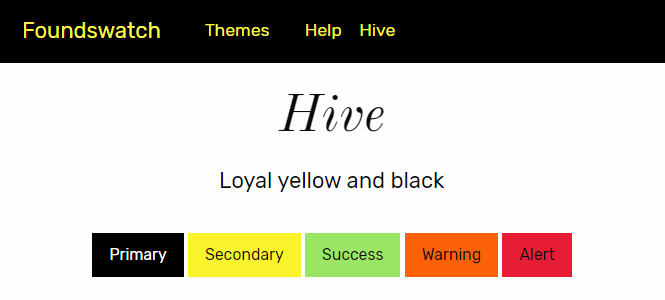 Foundswatch Themes Help Hive
Hive
Loyal yellow and black
Primary Secondary Success Warning Alert